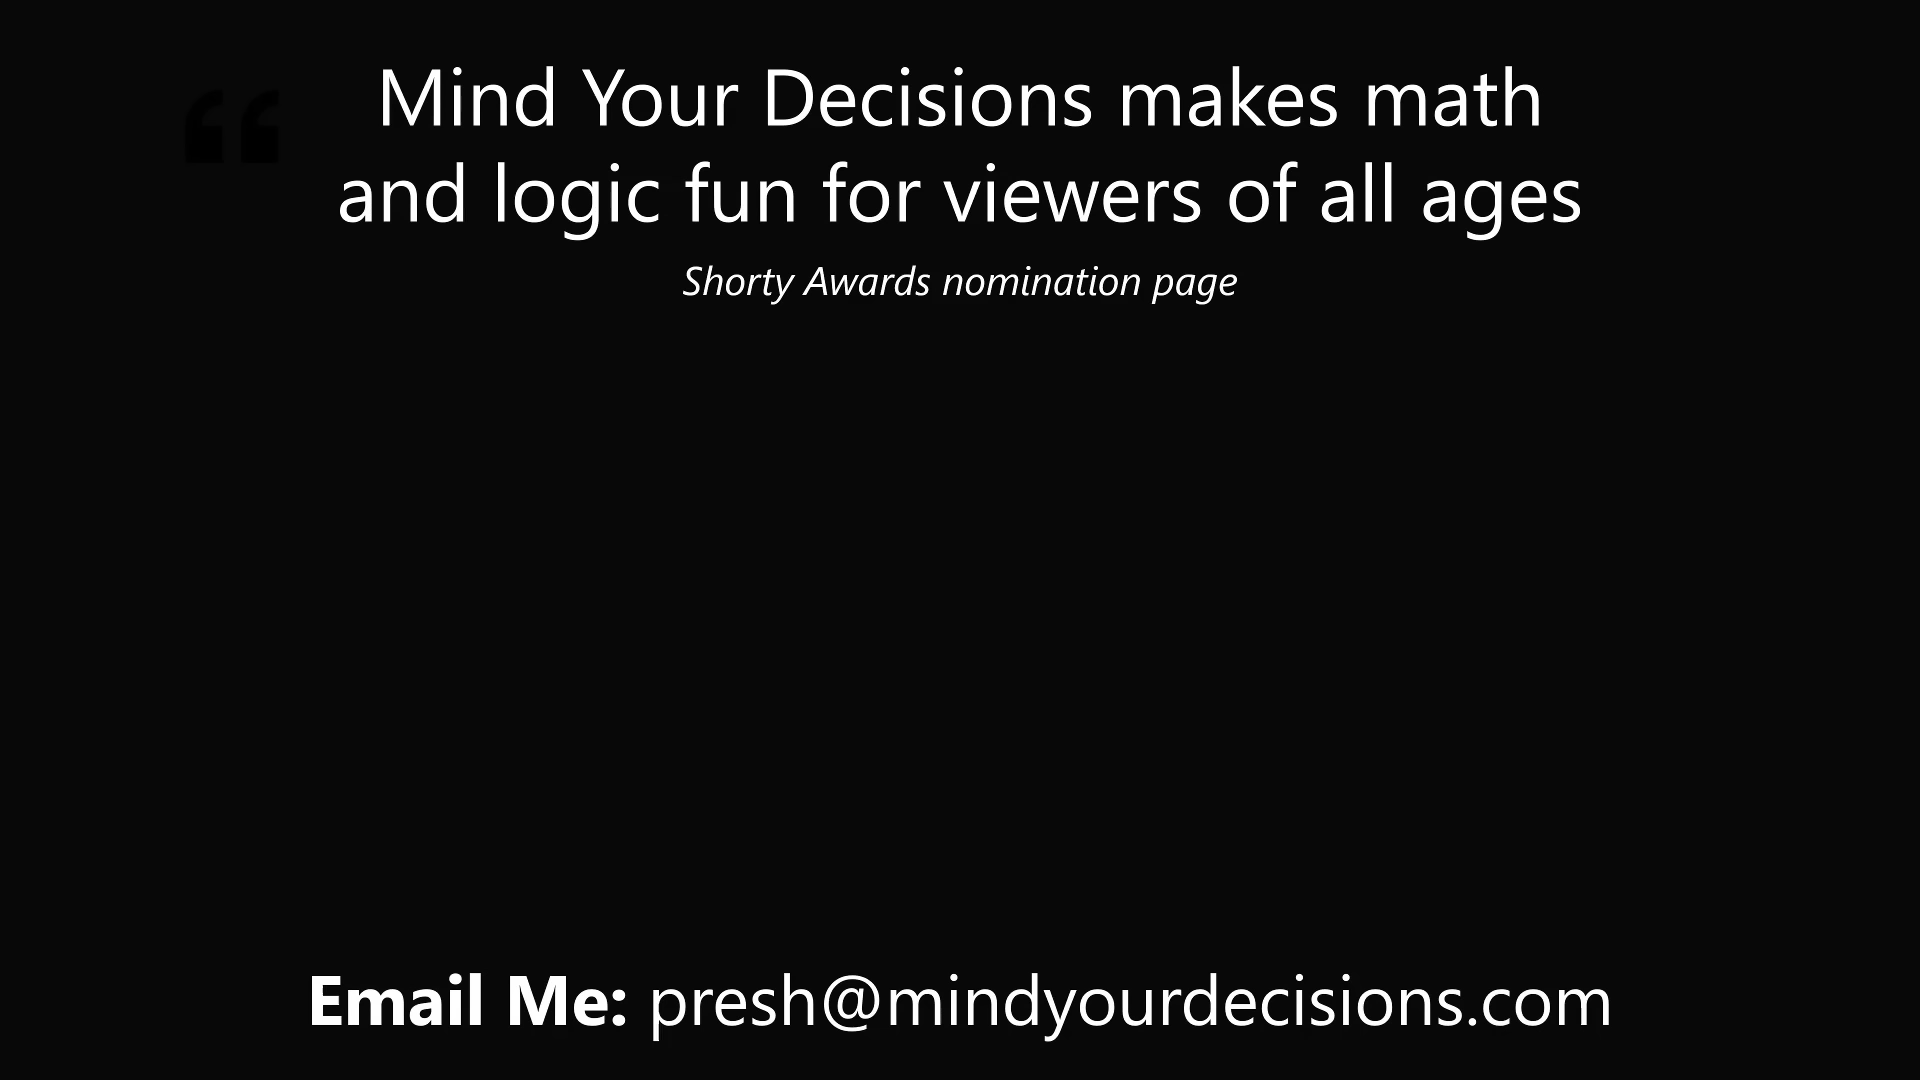 “
Mind Your Decisions makes math
and logic fun for viewers of all ages
Shorty Awards nomination page
Email Me: presh@mindyourdecisions.com